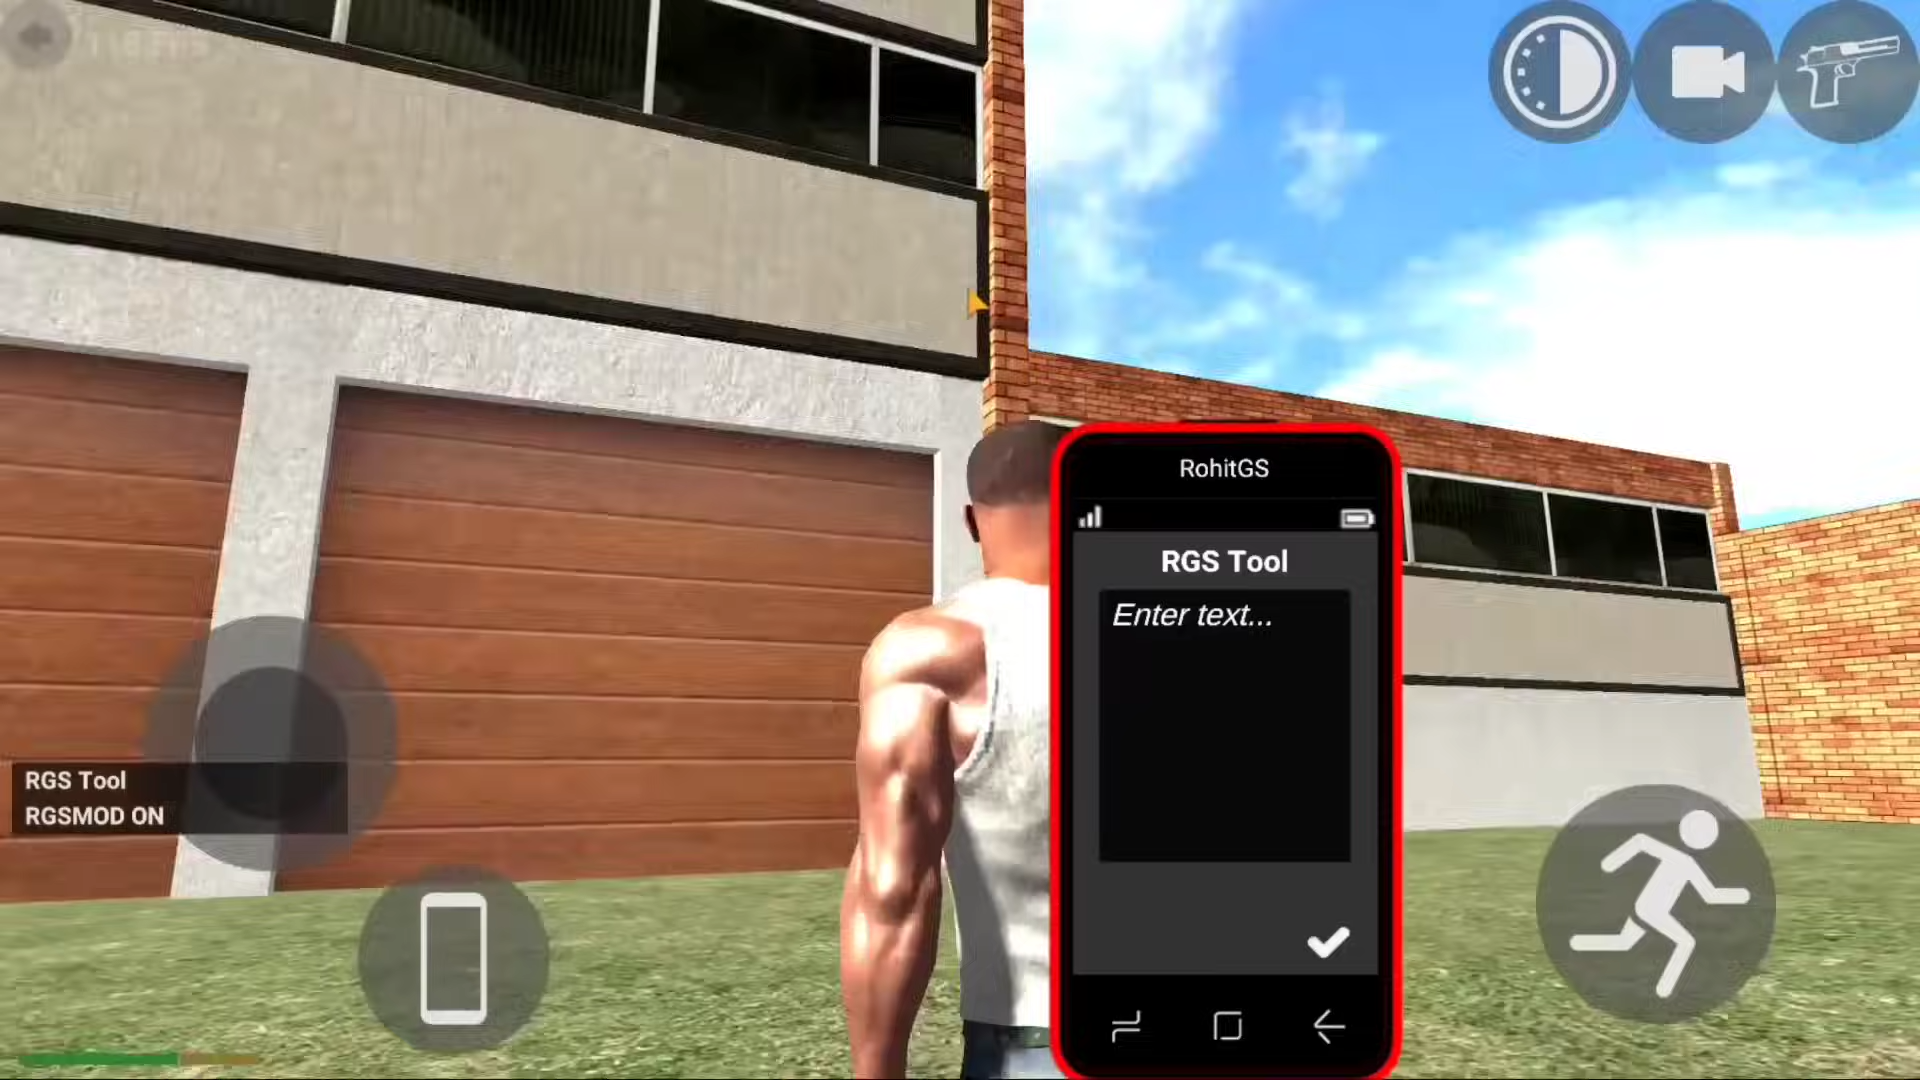 RohitGS
RGS Tool
Enter text...
RGS Tool
RGSMOD ON